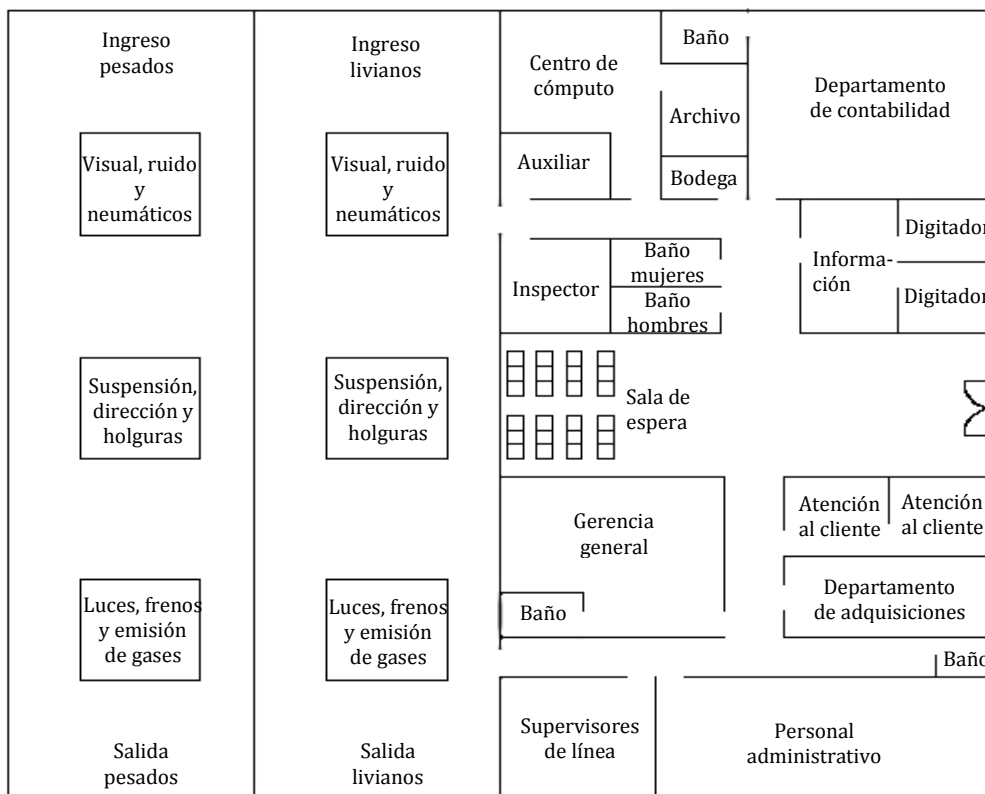 Ingreso
pesados
Visual, ruido
y
neumáticos
Suspensión,
dirección y
holguras
Luces, frenos
y emisión
de gases
Salida
pesados
Ingreso
livianos
Visual, ruido
y
neumáticos
Suspensión,
dirección y
holguras
Luces, frenos
y emisión
de gases
Salida
livianos
Centro de
cómputo
Auxiliar
Baño
Archivo
Bodega
Departamento
de contabilidad
Inspector
Baño
mujeres
Baño
hombres
Informa-
ción
Digitador
Digitador
Sala de
espera
Gerencia
general
Baño
Atención
al cliente
Atención
al cliente
Departamento
de adquisiciones
Baño
Supervisores
de línea
Personal
administrativo